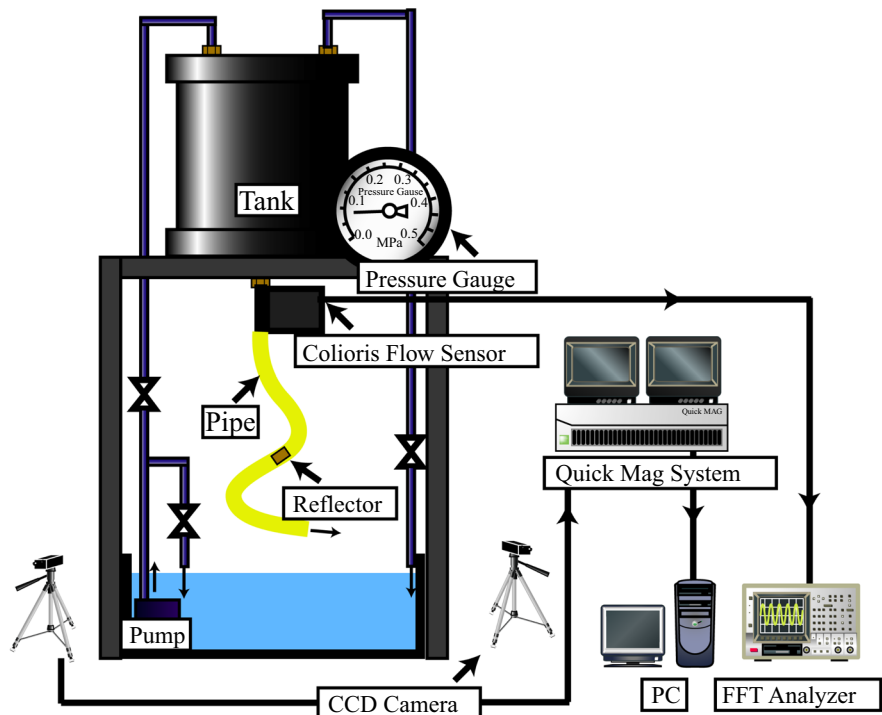 Tank
0.0
0.1
0.2
0.3
0.4
0.5
Pressure Gause
MPa
Pressure Gauge
Colioris Flow Sensor
Pipe
Reflector
Quick MAG
Quick Mag System
Pump
CCD Camera
PC
FFT Analyzer